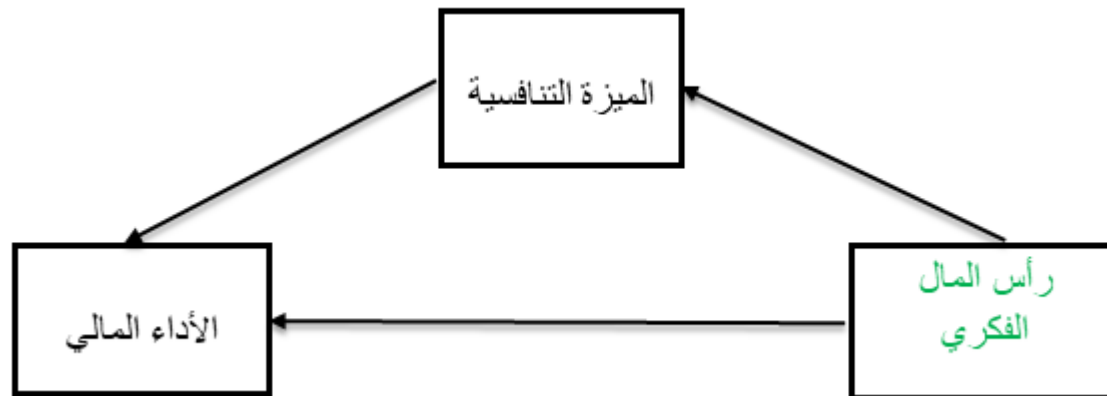 الميزة التنافسية
رأس المال
الفكري
الأداء المالي